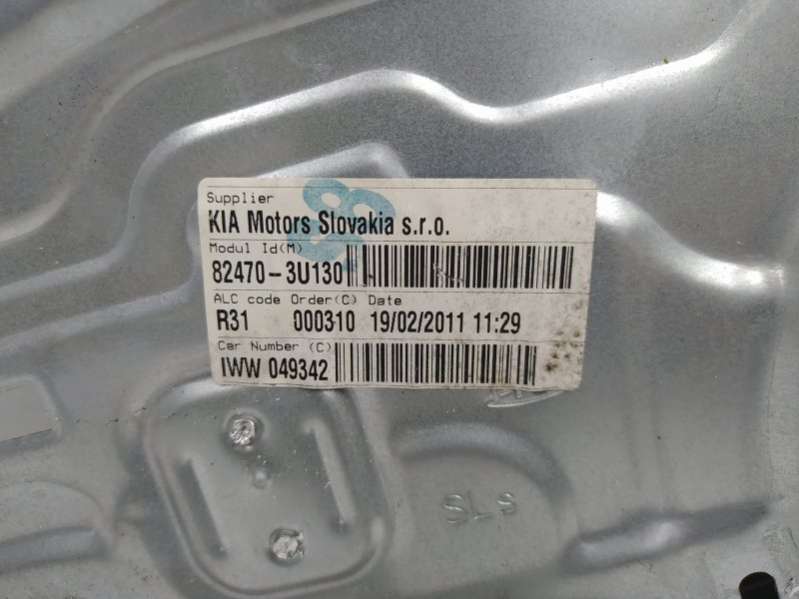 Supplier
KIA Motors Slovakia s.r.o.
Modul Id(M)
82470-3U130
ALC code Order(C) Date
R31 000310 19/02/2011 11:29
Car Number (C)
IWW 049342
SLS